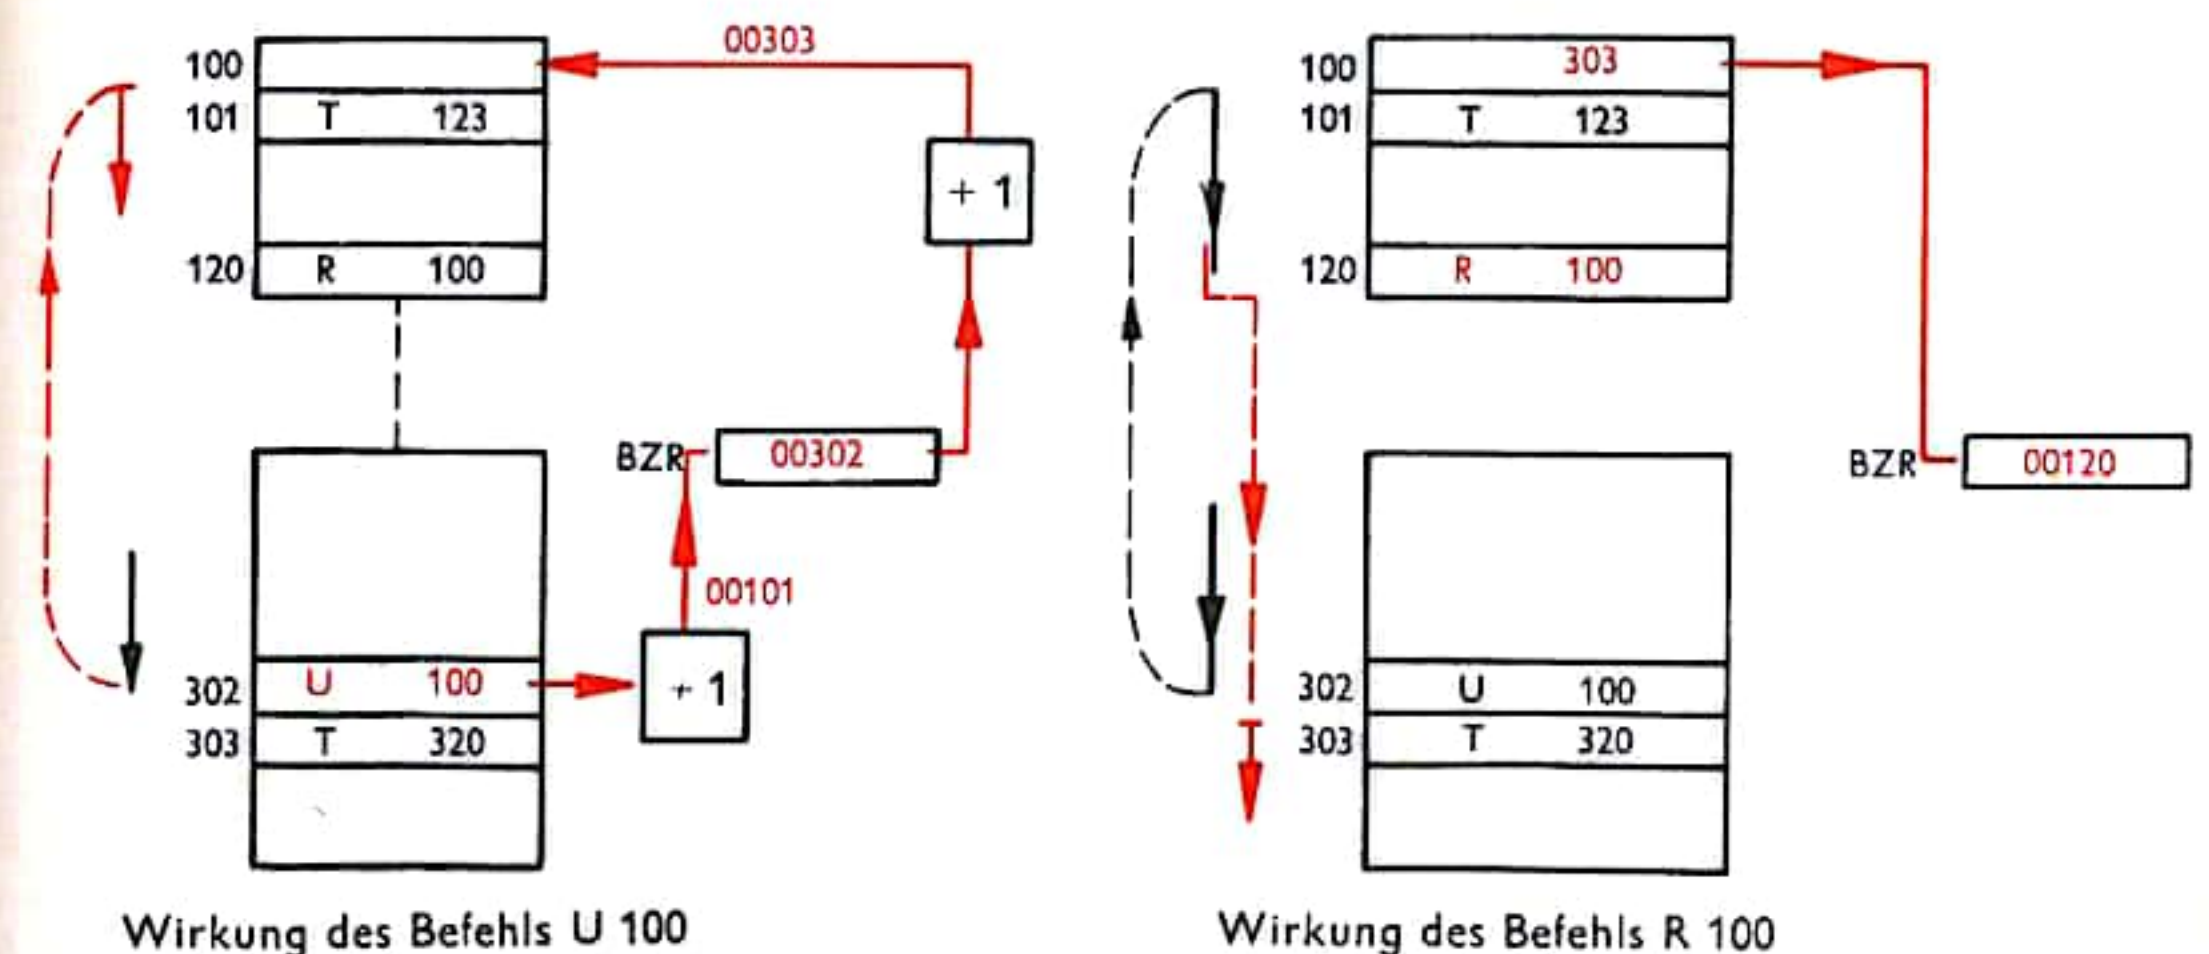 00303
100
101 T 123
+ 1
120 R 100
BZR 00302
00101
302 U 100
+ 1
303 T 320
Wirkung des Befehls U 100
100 303
101 T 123
120 R 100
BZR 00120
302 U 100
303 T 320
Wirkung des Befehls R 100